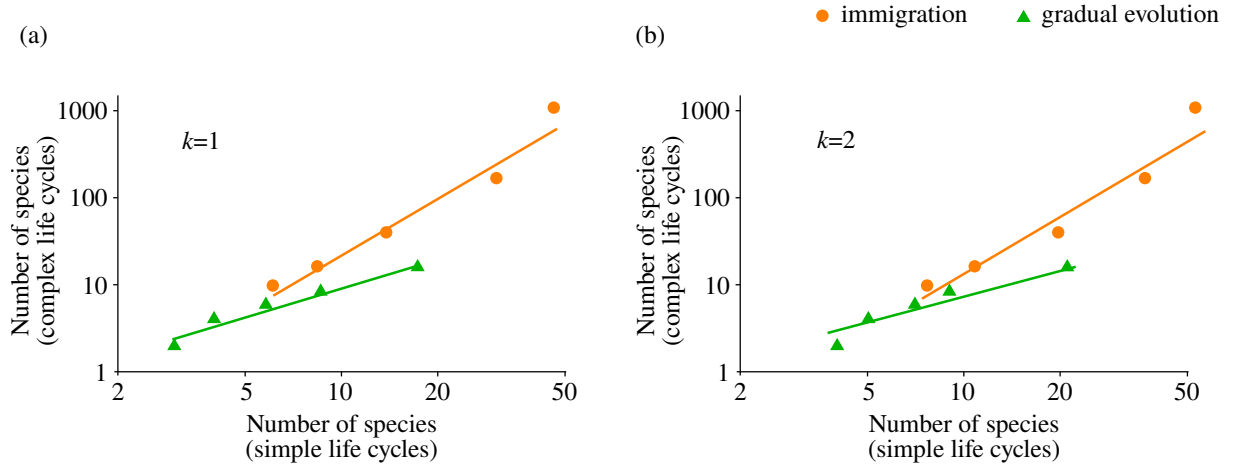 immigration gradual evolution
(a)
Number of species
(complex life cycles)
1000
100
10
1
k=1
2 5 10 20 50
Number of species
(simple life cycles)
(b)
Number of species
(complex life cycles)
1000
100
10
1
k=2
2 5 10 20 50
Number of species
(simple life cycles)